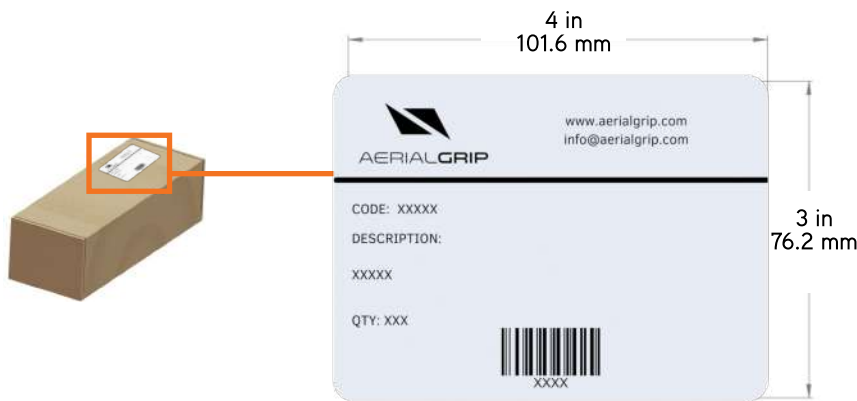 4 in
101.6 mm
www.aerialgrip.com
info@aerialgrip.com
AERIALGRIP
CODE: XXXXX
DESCRIPTION:
XXXXX
QTY: XXX
XXXX
3 in
76.2 mm